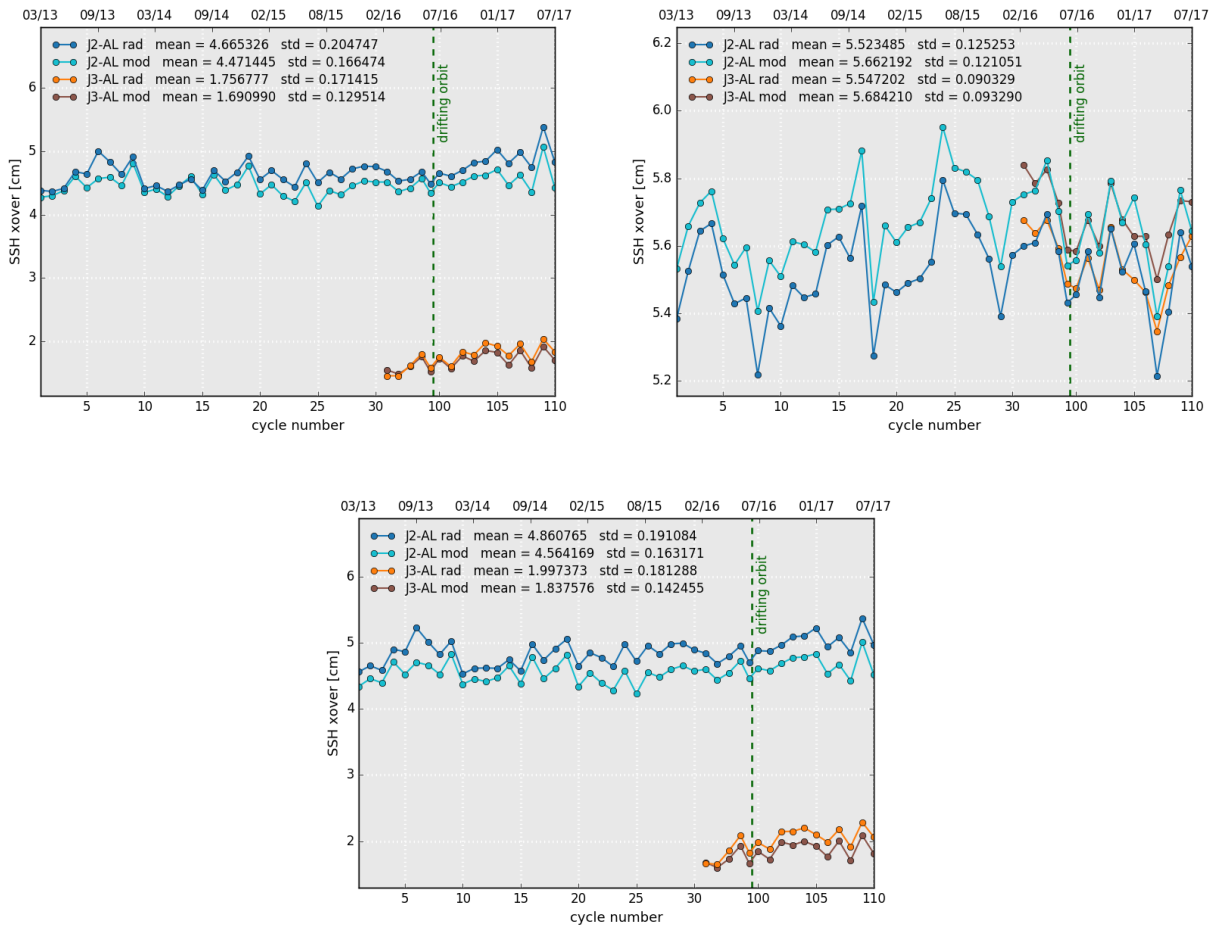 03/13 09/13 03/14 09/14 02/15 08/15 02/16 07/16 01/17 07/17
J2-AL rad mean = 4.665326 std = 0.204747
J2-AL mod mean = 4.471445 std = 0.166474
J3-AL rad mean = 1.756777 std = 0.171415
J3-AL mod mean = 1.690990 std = 0.129514
drifting orbit
SSH xover [cm]
6
5
4
3
2
5 10 15 20 25 30 100 105 110
cycle number
03/13 09/13 03/14 09/14 02/15 08/15 02/16 07/16 01/17 07/17
J2-AL rad mean = 5.523485 std = 0.125253
J2-AL mod mean = 5.662192 std = 0.121051
J3-AL rad mean = 5.547202 std = 0.090329
J3-AL mod mean = 5.684210 std = 0.093290
drifting orbit
SSH xover [cm]
6.2
6.0
5.8
5.6
5.4
5.2
5 10 15 20 25 30 100 105 110
cycle number
03/13 09/13 03/14 09/14 02/15 08/15 02/16 07/16 01/17 07/17
J2-AL rad mean = 4.860765 std = 0.191084
J2-AL mod mean = 4.564169 std = 0.163171
J3-AL rad mean = 1.997373 std = 0.181288
J3-AL mod mean = 1.837576 std = 0.142455
drifting orbit
SSH xover [cm]
6
5
4
3
2
5 10 15 20 25 30 100 105 110
cycle number